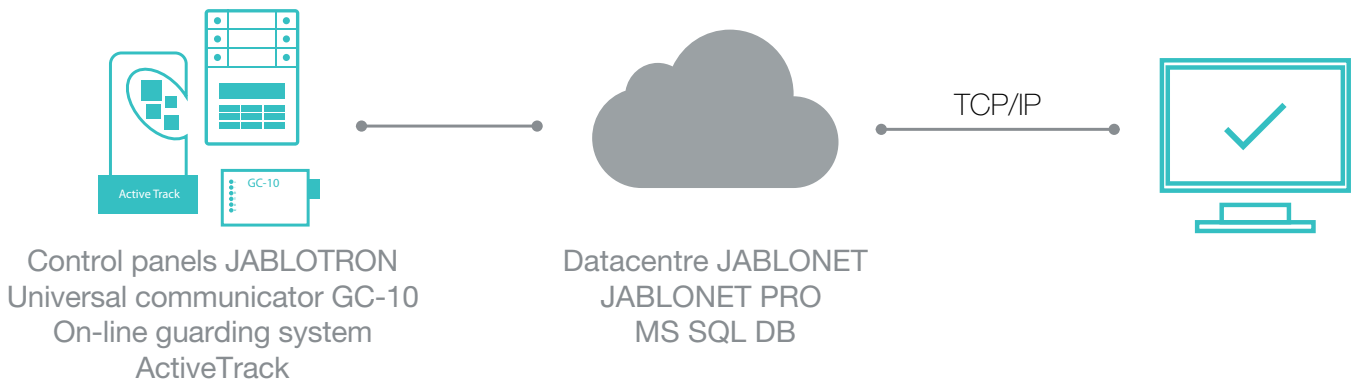 Active Track
GC-10
TCP/IP
Control panels JABLOTRON
Universal communicator GC-10
On-line guarding system
ActiveTrack
Datacentre JABLONET
JABLONET PRO
MS SQL DB